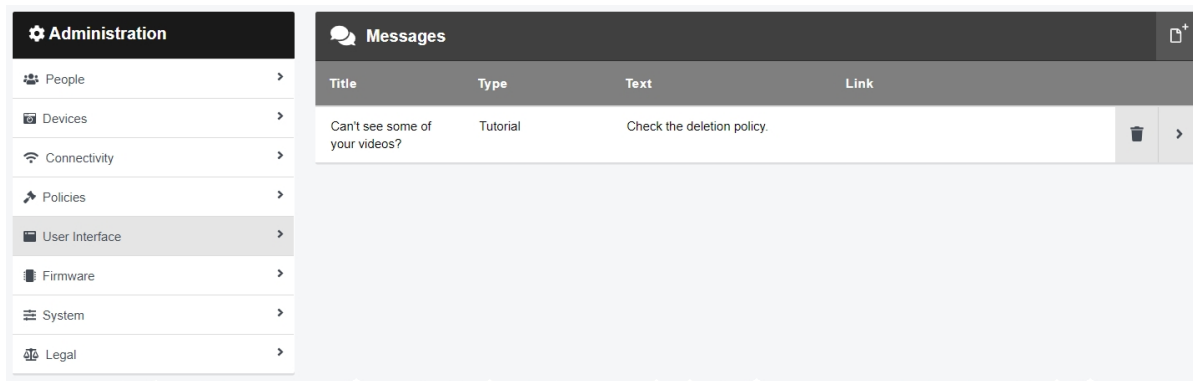 Administration
People
Devices
Connectivity
Policies
User Interface
Firmware
System
Legal
Messages
Title Type Text Link
Can't see some of Tutorial Check the deletion policy.
your videos?